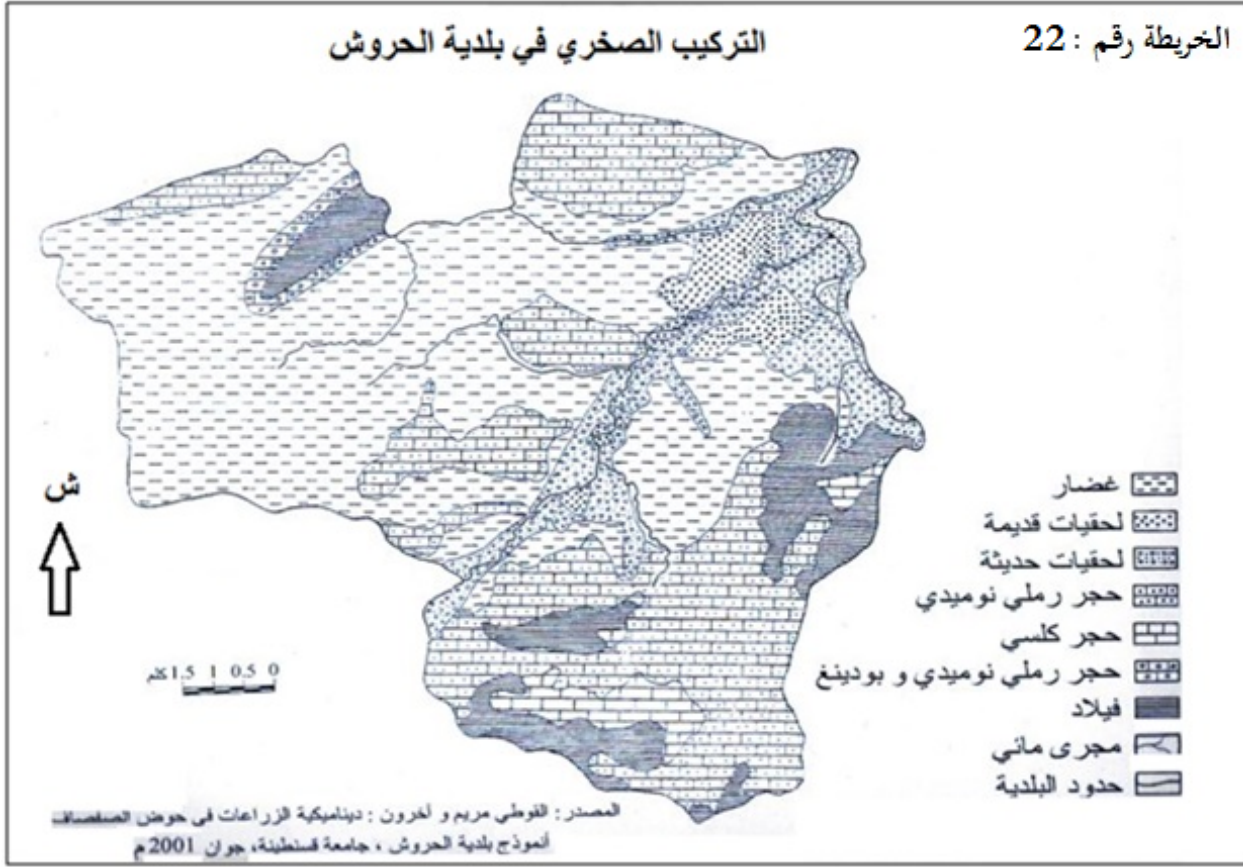 الخريطة رقم : 22
التركيب الصخري في بلدية الحروش
ش
غضار
لحقيات قديمة
لحقيات حديثة
حجر رملي نوميدي
حجر كلسي
حجر رملي نوميدي و بودينغ
فيلاد
مجرى مائي
حدود البلدية
0 0.5 1 1.5 كلم
المصدر: القوطي مريم و أخرون : ديناميكية الزراعات في حوض الصفصاف
أنموذج بلدية الحروش ، جامعة قسنطينة، جوان 2001م